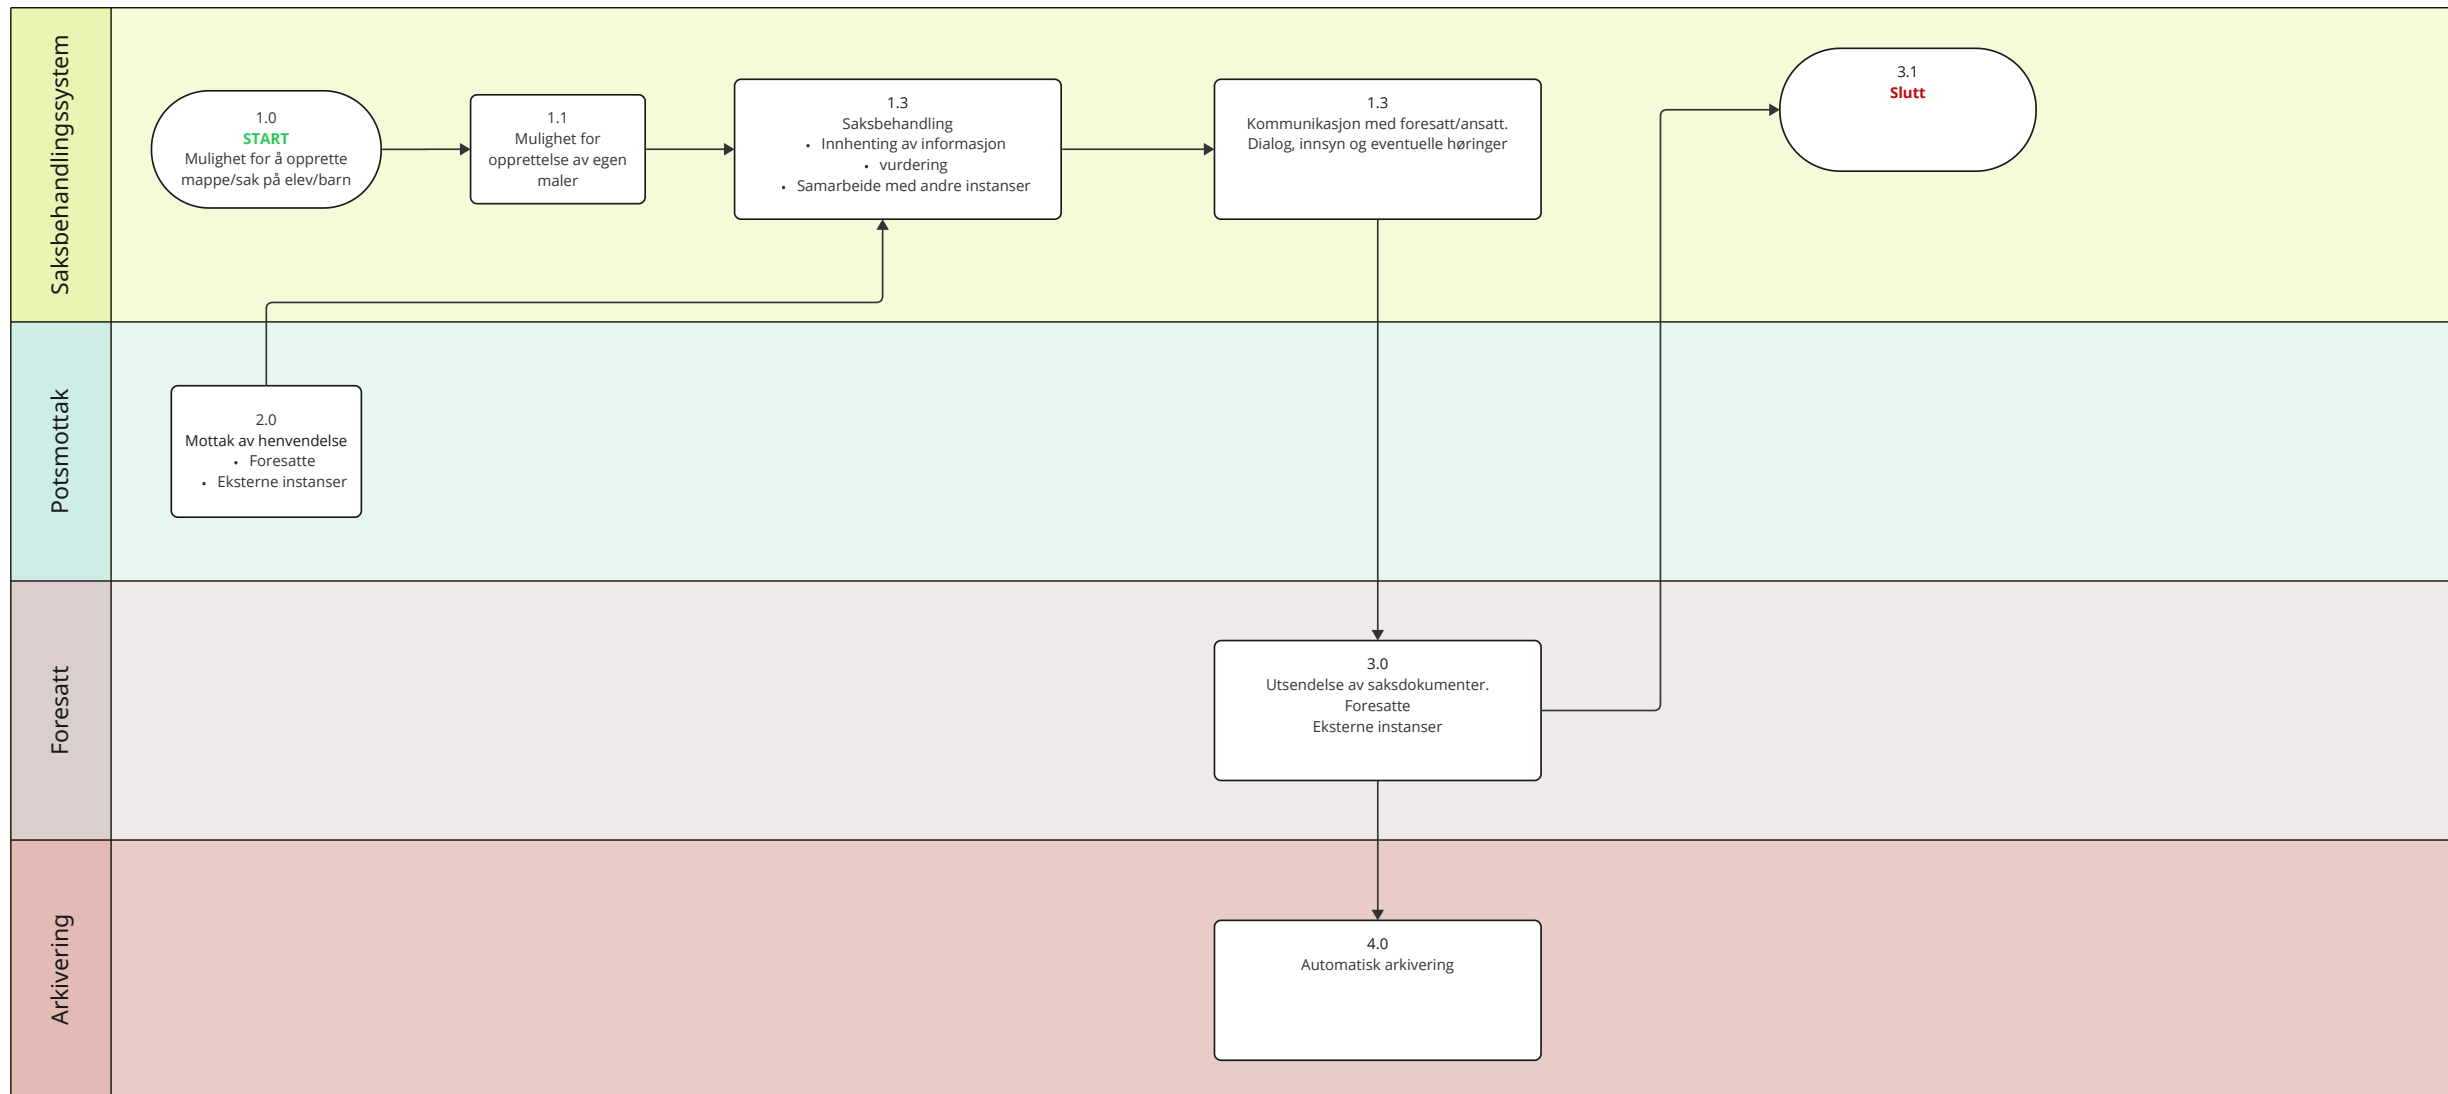 Saksbehandlingssystem
1.0
START
Mulighet for å opprette
mappe/sak på elev/barn
1.1
Mulighet for
opprettelse av egen
maler
1.3
Saksbehandling
• Innhenting av informasjon
• vurdering
• Samarbeide med andre instanser
1.3
Kommunikasjon med foresatt/ansatt.
Dialog, innsyn og eventuelle høringer
3.1
Slutt
Potsmottak
2.0
Mottak av henvendelse
• Foresatte
• Eksterne instanser
Foresatt
3.0
Utsendelse av saksdokumenter.
Foresatte
Eksterne instanser
Arkivering
4.0
Automatisk arkivering